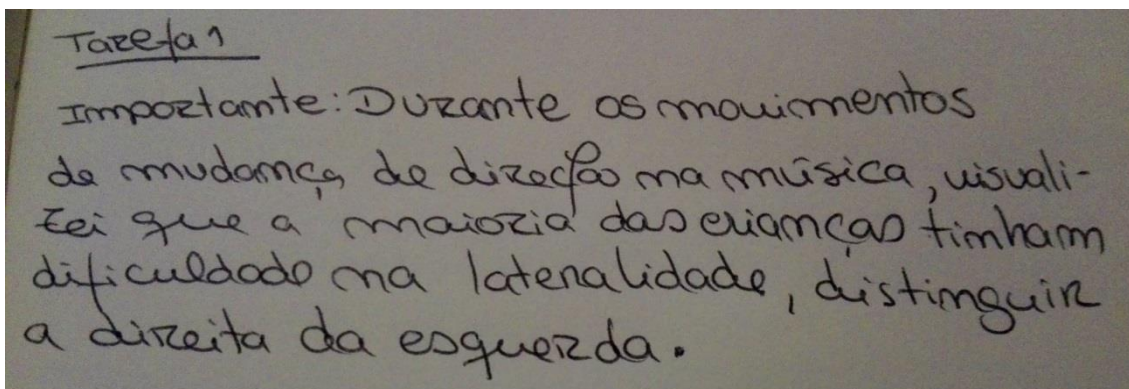 Tarefa 1
Importante: Durante os movimentos
de mudança de direção na música, visuali-
zei que a maioria das crianças tinham
dificuldade na lateralidade, distinguir
a direita da esquerda.